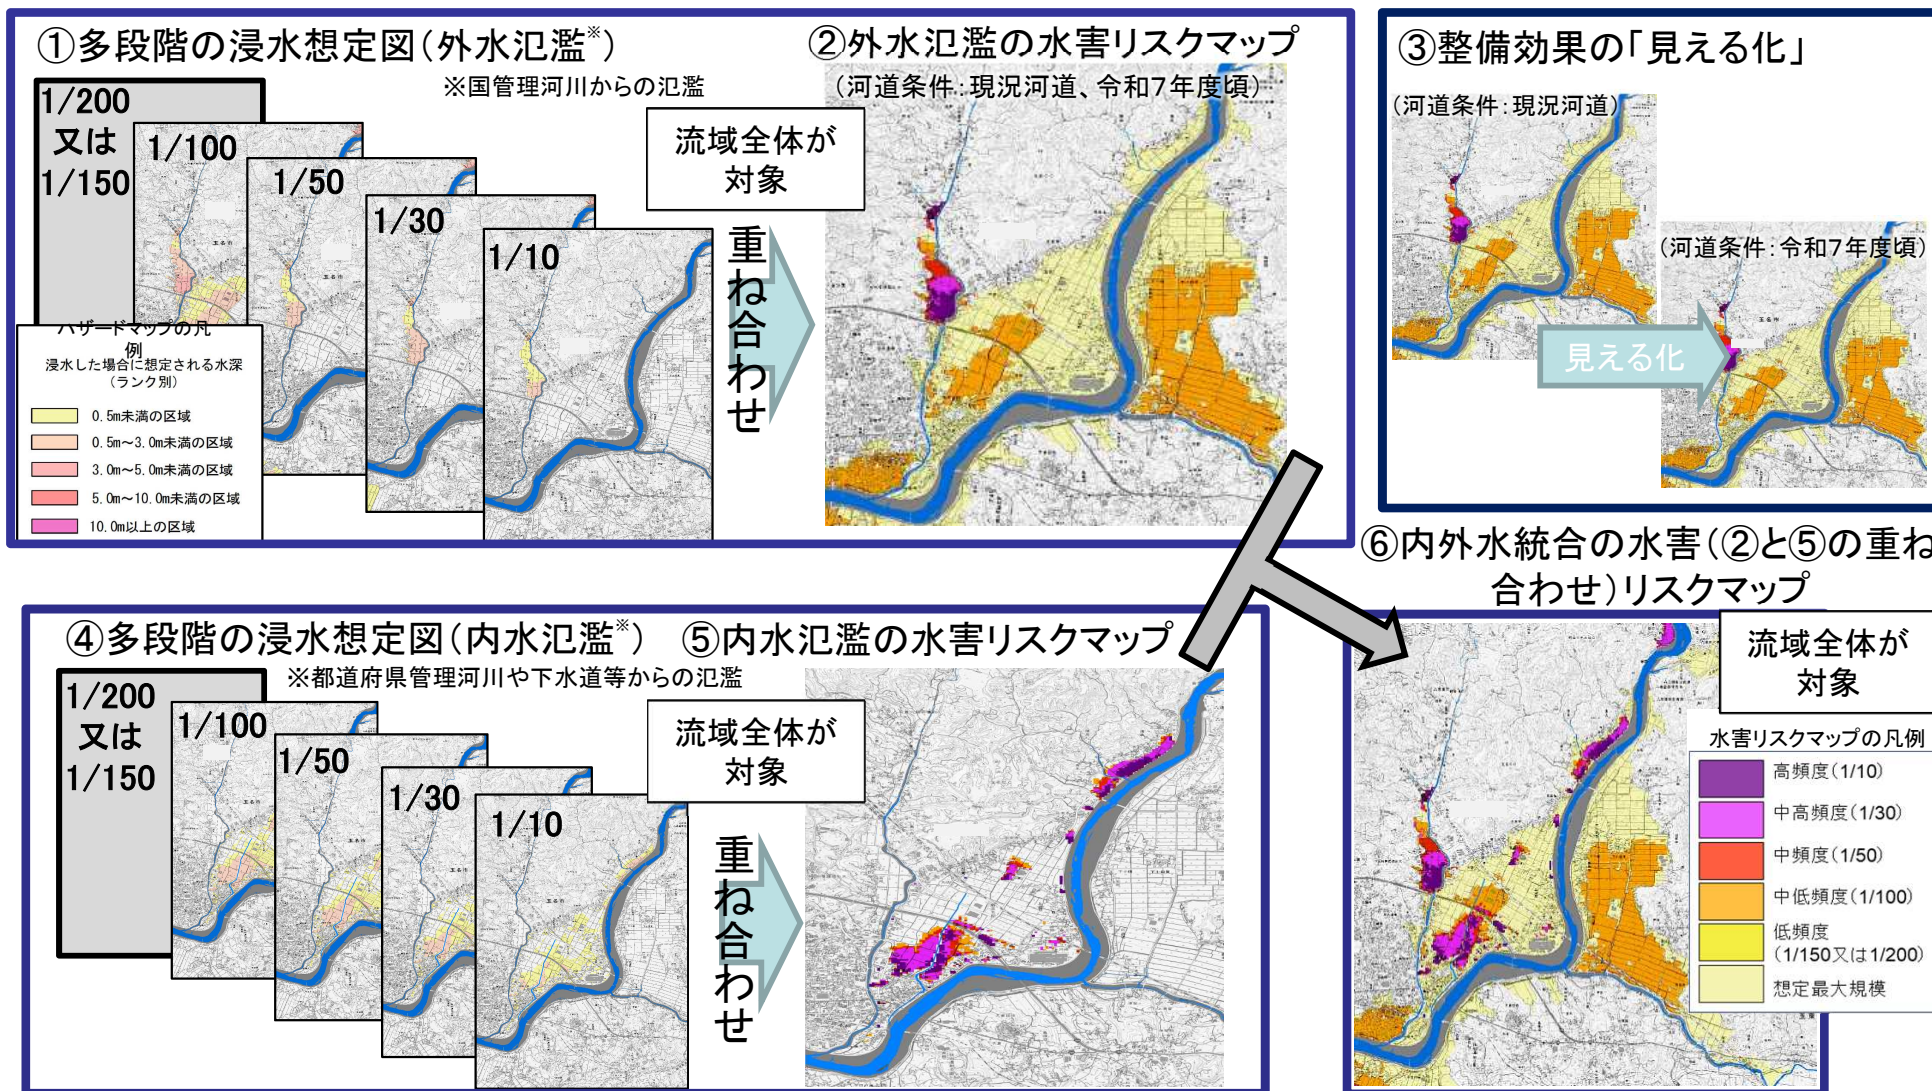 ①多段階の浸水想定図(外水氾濫※)
※国管理河川からの氾濫
1/200
又は
1/150
1/100
1/50
1/30
1/10
ハザードマップの凡
例
浸水した場合に想定される水深
(ランク別)
0.5m未満の区域
0.5m~3.0m未満の区域
3.0m~5.0m未満の区域
5.0m~10.0m未満の区域
10.0m以上の区域
流域全体が
対象
重ね合わせ
②外水氾濫の水害リスクマップ
(河道条件:現況河道、令和7年度頃)
③整備効果の「見える化」
(河道条件:現況河道)
(河道条件:令和7年度頃)
見える化
④多段階の浸水想定図(内水氾濫※)
※都道府県管理河川や下水道等からの氾濫
1/200
又は
1/150
1/100
1/50
1/30
1/10
流域全体が
対象
重ね合わせ
⑤内水氾濫の水害リスクマップ
⑥内外水統合の水害(②と⑤の重ね
合わせ)リスクマップ
流域全体が
対象
水害リスクマップの凡例
高頻度(1/10)
中高頻度(1/30)
中頻度(1/50)
中低頻度(1/100)
低頻度
(1/150又は1/200)
想定最大規模